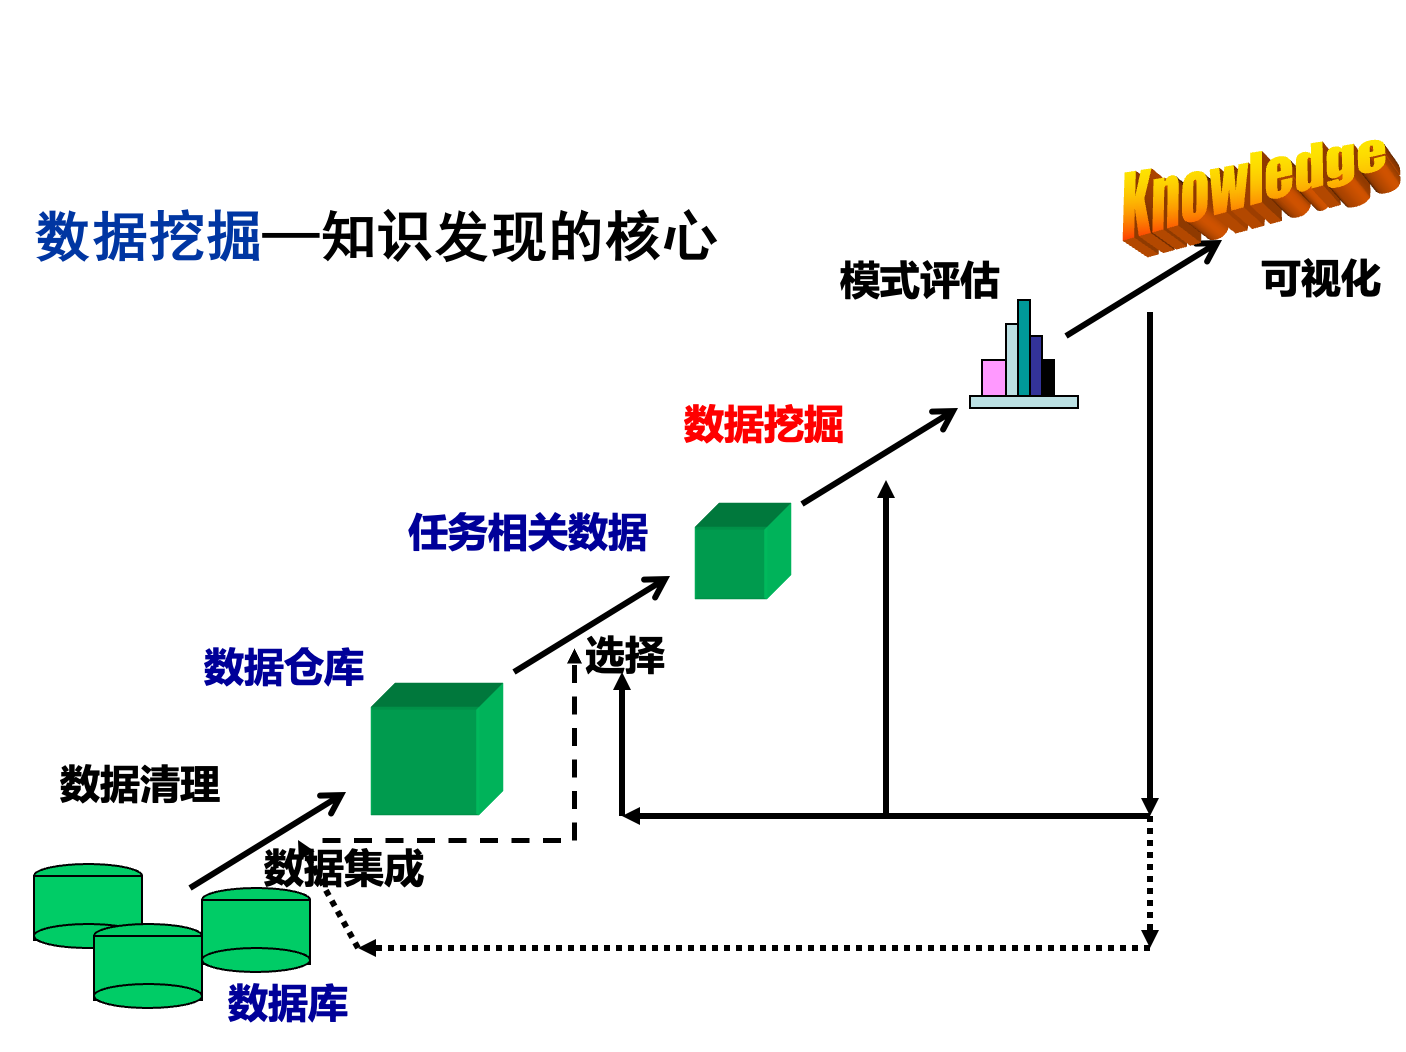 Knowledge
数据挖掘—知识发现的核心
模式评估
可视化
数据挖掘
任务相关数据
选择
数据仓库
数据清理
数据集成
数据库